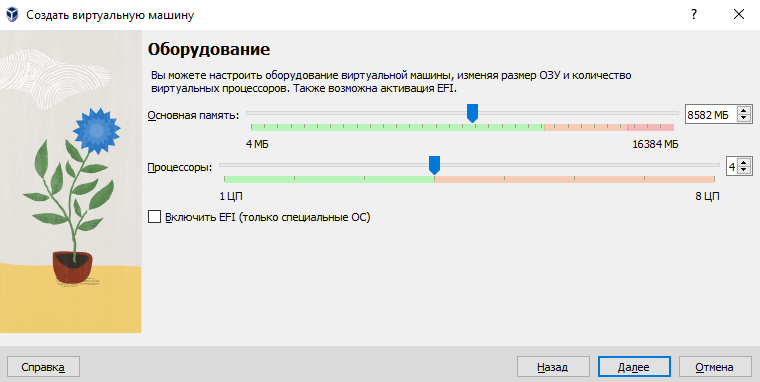 Создать виртуальную машину
?
Оборудование
Вы можете настроить оборудование виртуальной машины, изменяя размер ОЗУ и количество
виртуальных процессоров. Также возможна активация EFI.
Основная память:
8582 МБ
4 МБ
16384 МБ
Процессоры:
4
1 ЦП
8 ЦП
Включить EFI (только специальные ОС)
Справка
Назад
Далее
Отмена